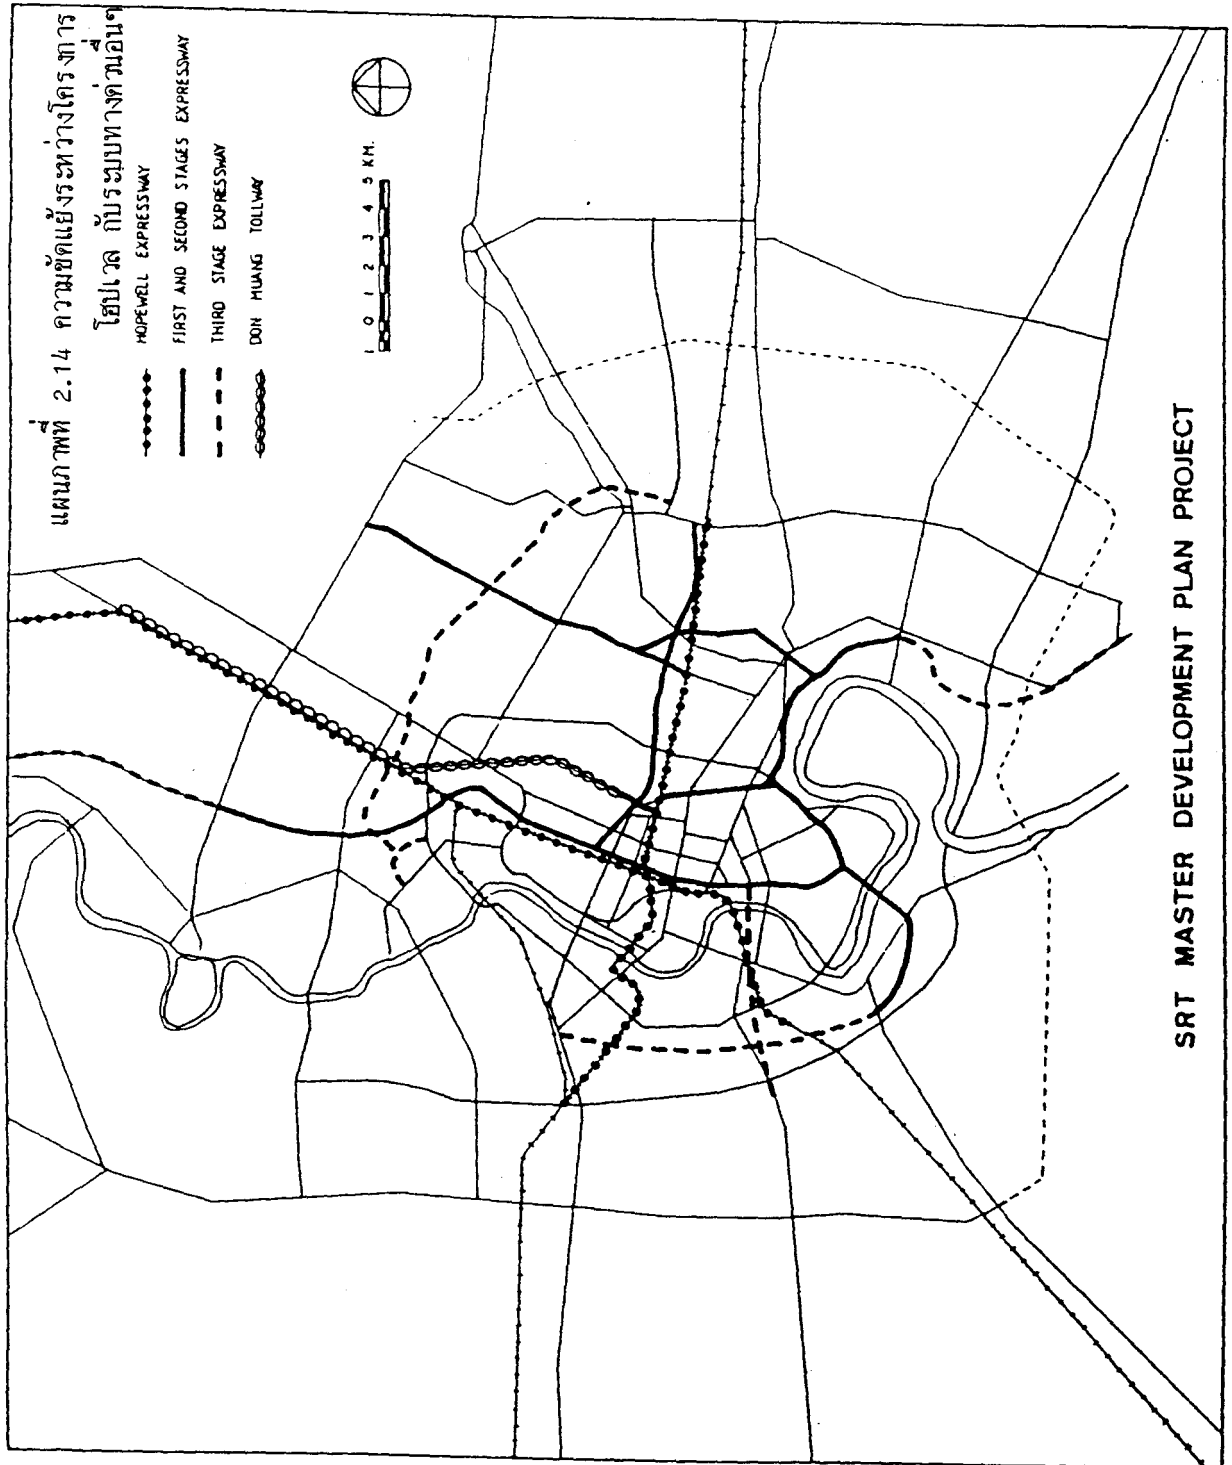 แผนภาพที่ 2.14 ความขัดแย้งระหว่างโครงการ
โฮปเวล กับระบบทางด่วนอื่นๆ
HOPEWELL EXPRESSWAY
FIRST AND SECOND STAGES EXPRESSWAY
THIRD STAGE EXPRESSWAY
DON MUANG TOLLWAY
1 0 1 2 3 4 5 KM.
SRT MASTER DEVELOPMENT PLAN PROJECT